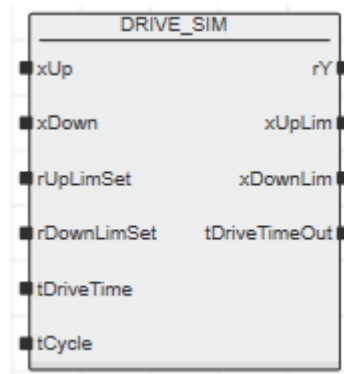 DRIVE_SIM
xUp rY
xDown xUpLim
rUpLimSet xDownLim
rDownLimSet tDriveTimeOut
tDriveTime
tCycle